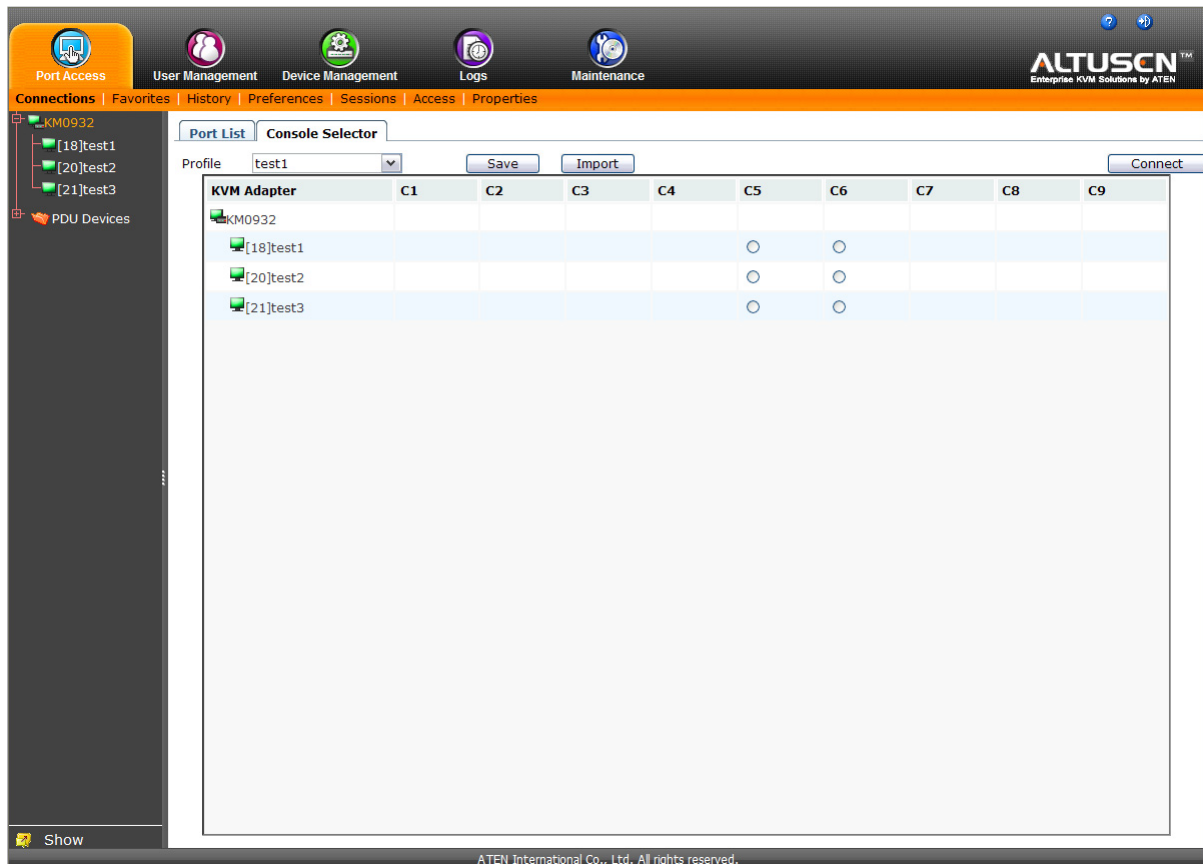 ?
ALTUSEN™
Enterprise KVM Solutions by ATEN
Port Access User Management Device Management Logs Maintenance
Connections | Favorites | History | Preferences | Sessions | Access | Properties
KM0932
[18]test1
[20]test2
[21]test3
PDU Devices
Port List Console Selector
Profile test1 Save Import Connect
KVM Adapter C1 C2 C3 C4 C5 C6 C7 C8 C9
KM0932
[18]test1
[20]test2
[21]test3
Show
ATEN International Co., Ltd. All rights reserved.